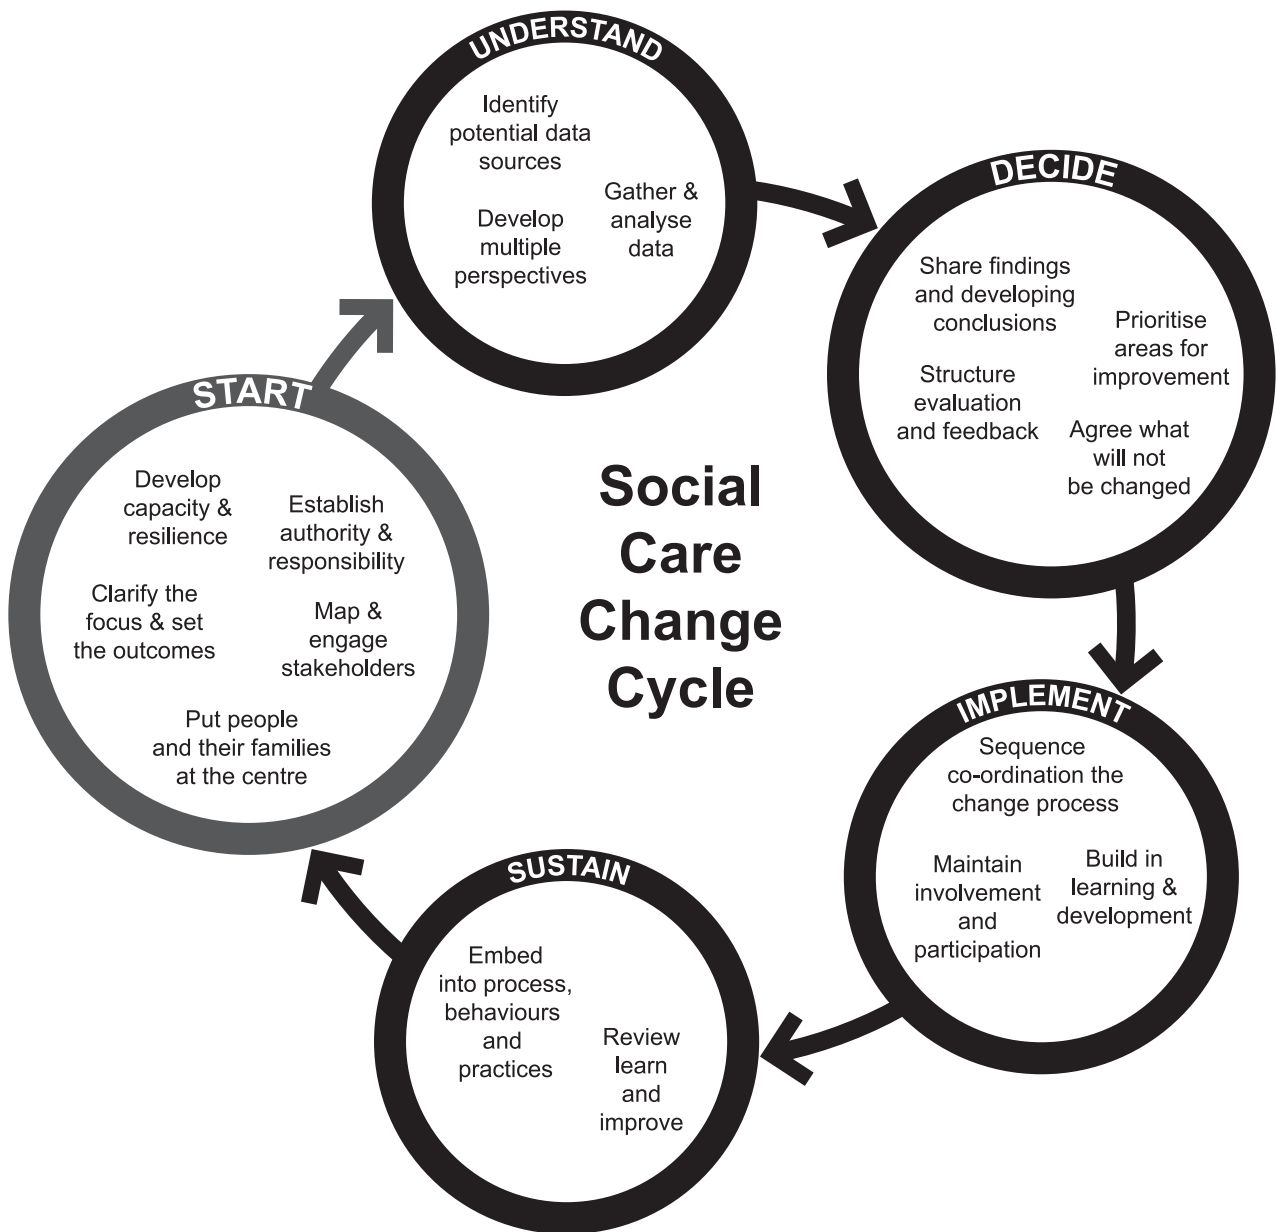 UNDERSTAND
Identify
potential data
sources
Gather &
analyse
data
Develop
multiple
perspectives
DECIDE
Share findings
and developing
conclusions
Prioritise
areas for
improvement
Structure
evaluation
and feedback
Agree what
will not
be changed
START
Develop
capacity &
resilience
Establish
authority &
responsibility
Clarify the
focus & set
the outcomes
Map &
engage
stakeholders
Put people
and their families
at the centre
Social
Care
Change
Cycle
IMPLEMENT
Sequence
co-ordination the
change process
Maintain
involvement
and
participation
Build in
learning &
development
SUSTAIN
Embed
into process,
behaviours
and
practices
Review
learn
and
improve